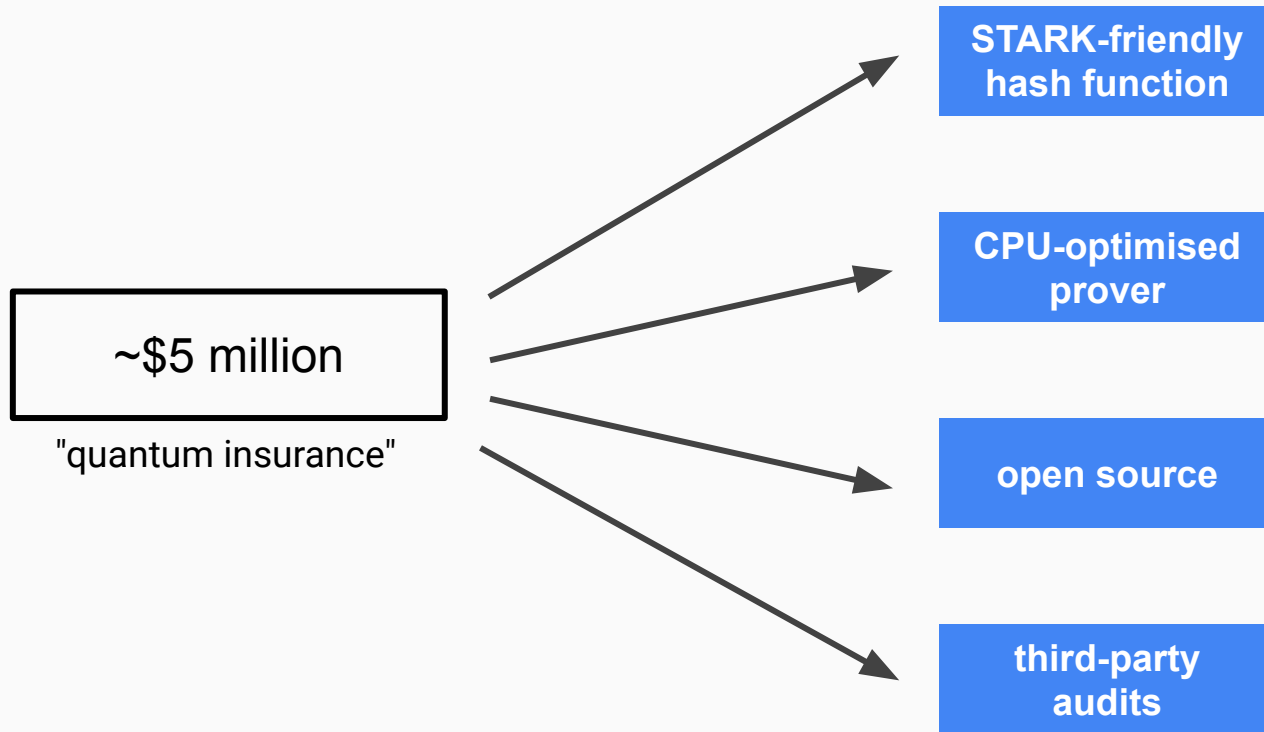 STARK-friendly
hash function
CPU-optimised
prover
~$5 million
"quantum insurance"
open source
third-party
audits